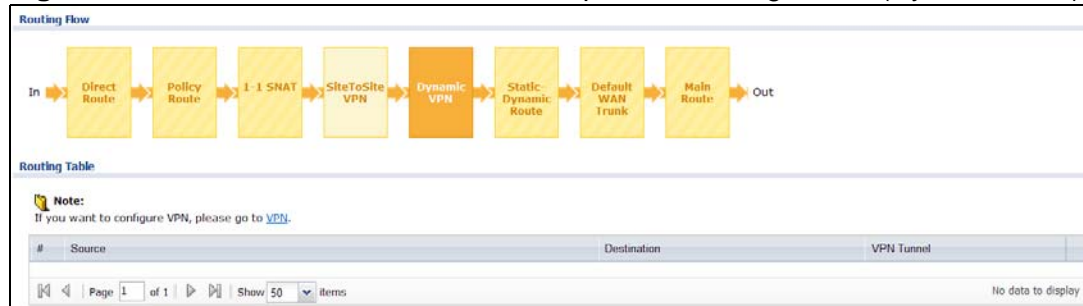 Routing Flow
In
Direct Route
Policy Route
1-1 SNAT
SiteToSite VPN
Dynamic VPN
Static-Dynamic Route
Default WAN Trunk
Main Route
Out
Routing Table
Note:
If you want to configure VPN, please go to VPN.
# Source Destination VPN Tunnel
Page 1 of 1 Show 50 items No data to display